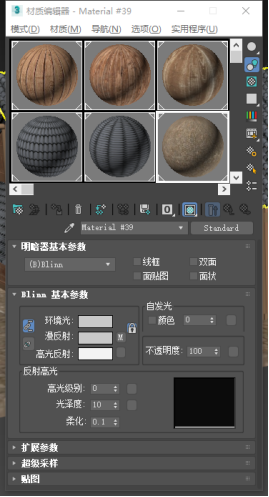 材质编辑器 - Material #39
模式(D) 材质(M) 导航(N) 选项(O) 实用程序(U)
Material #39 Standard
明暗器基本参数
(B)Blinn 线框 双面
面贴图 面状
Blinn 基本参数
自发光
环境光: 颜色 0
漫反射: M
高光反射: 不透明度: 100
反射高光
高光级别: 0
光泽度: 10
柔化: 0.1
扩展参数
超级采样
贴图